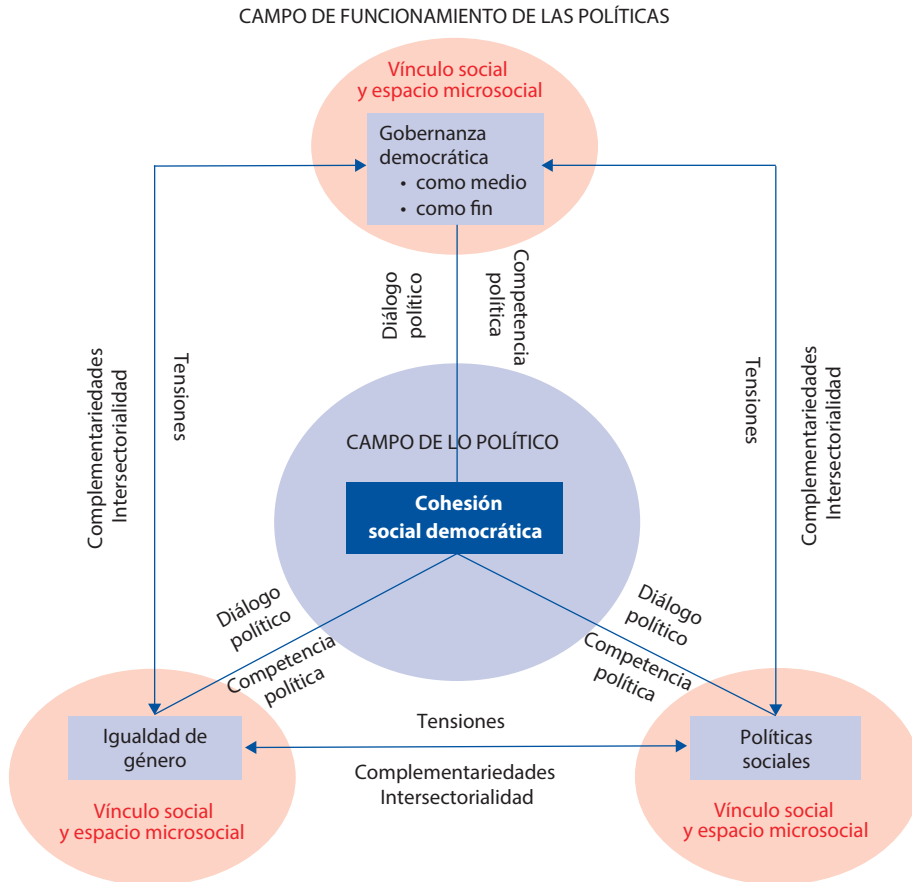 CAMPO DE FUNCIONAMIENTO DE LAS POLÍTICAS
Vínculo social
y espacio microsocial
Gobernanza
democrática
• como medio
• como fin
Diálogo
político
Competencia
política
Complementariedades
Intersectorialidad
Tensiones
Tensiones
Complementariedades
Intersectorialidad
CAMPO DE LO POLÍTICO
Cohesión
social democrática
Diálogo
político
Competencia
política
Diálogo
político
Competencia
política
Igualdad de
género
Vínculo social
y espacio microsocial
Tensiones
Complementariedades
Intersectorialidad
Políticas
sociales
Vínculo social
y espacio microsocial